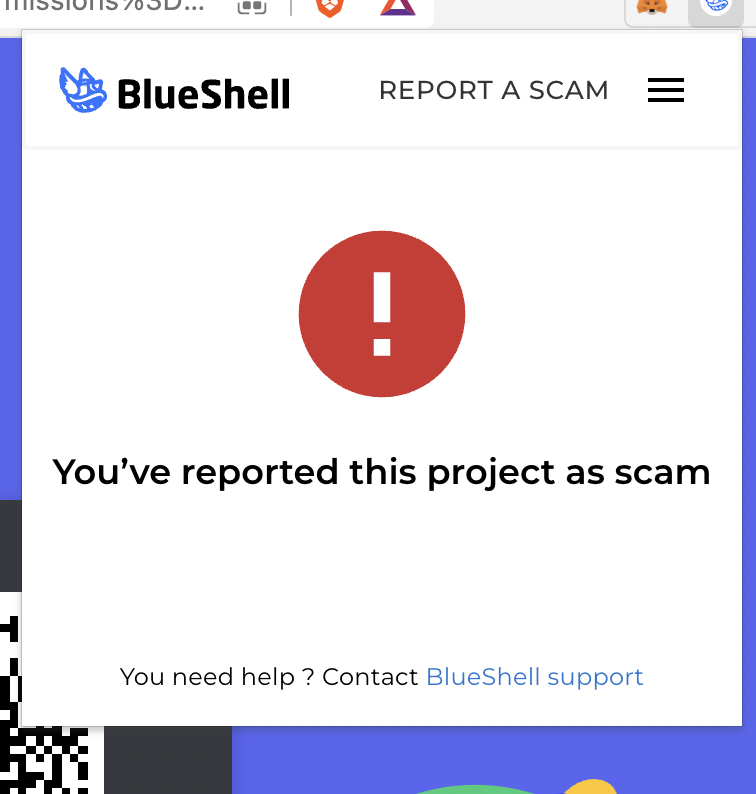 missions%3D...
BlueShell
REPORT A SCAM
You’ve reported this project as scam
You need help ? Contact BlueShell support